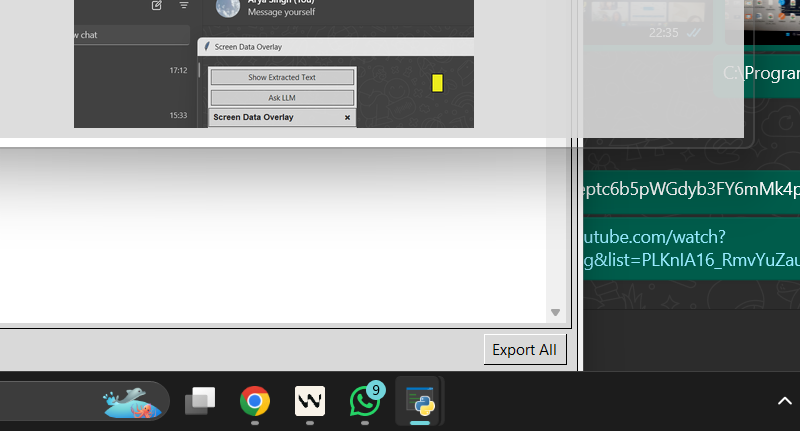 Arya Singh (You)
Message yourself
w chat
Screen Data Overlay
17:12
Show Extracted Text
Ask LLM
15:33
Screen Data Overlay
22:35
C:\Program
eptc6b5pWGdyb3FY6mMk4p
utube.com/watch?
g&list=PLKnIA16_RmvYuZau
Export All
9